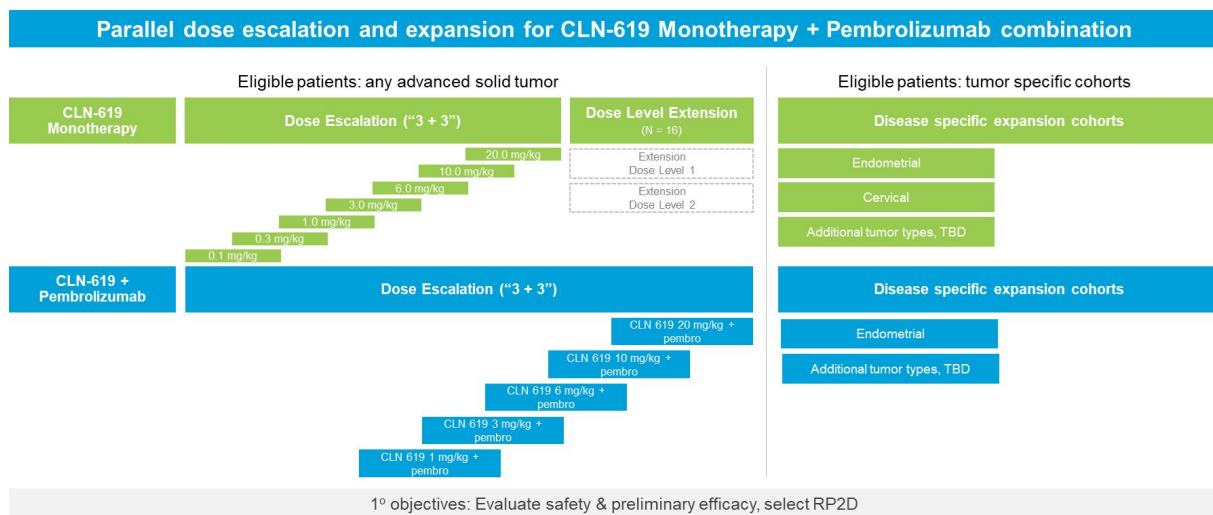 Parallel dose escalation and expansion for CLN-619 Monotherapy + Pembrolizumab combination
Eligible patients: any advanced solid tumor
Eligible patients: tumor specific cohorts
CLN-619
Monotherapy
Dose Escalation (“3 + 3”)
Dose Level Extension
(N = 16)
Disease specific expansion cohorts
20.0 mg/kg
10.0 mg/kg
6.0 mg/kg
3.0 mg/kg
1.0 mg/kg
0.3 mg/kg
0.1 mg/kg
Extension
Dose Level 1
Extension
Dose Level 2
Endometrial
Cervical
Additional tumor types, TBD
CLN-619 +
Pembrolizumab
Dose Escalation (“3 + 3”)
Disease specific expansion cohorts
CLN 619 20 mg/kg +
pembro
CLN 619 10 mg/kg +
pembro
CLN 619 6 mg/kg +
pembro
CLN 619 3 mg/kg +
pembro
CLN 619 1 mg/kg +
pembro
Endometrial
Additional tumor types, TBD
1º objectives: Evaluate safety & preliminary efficacy, select RP2D